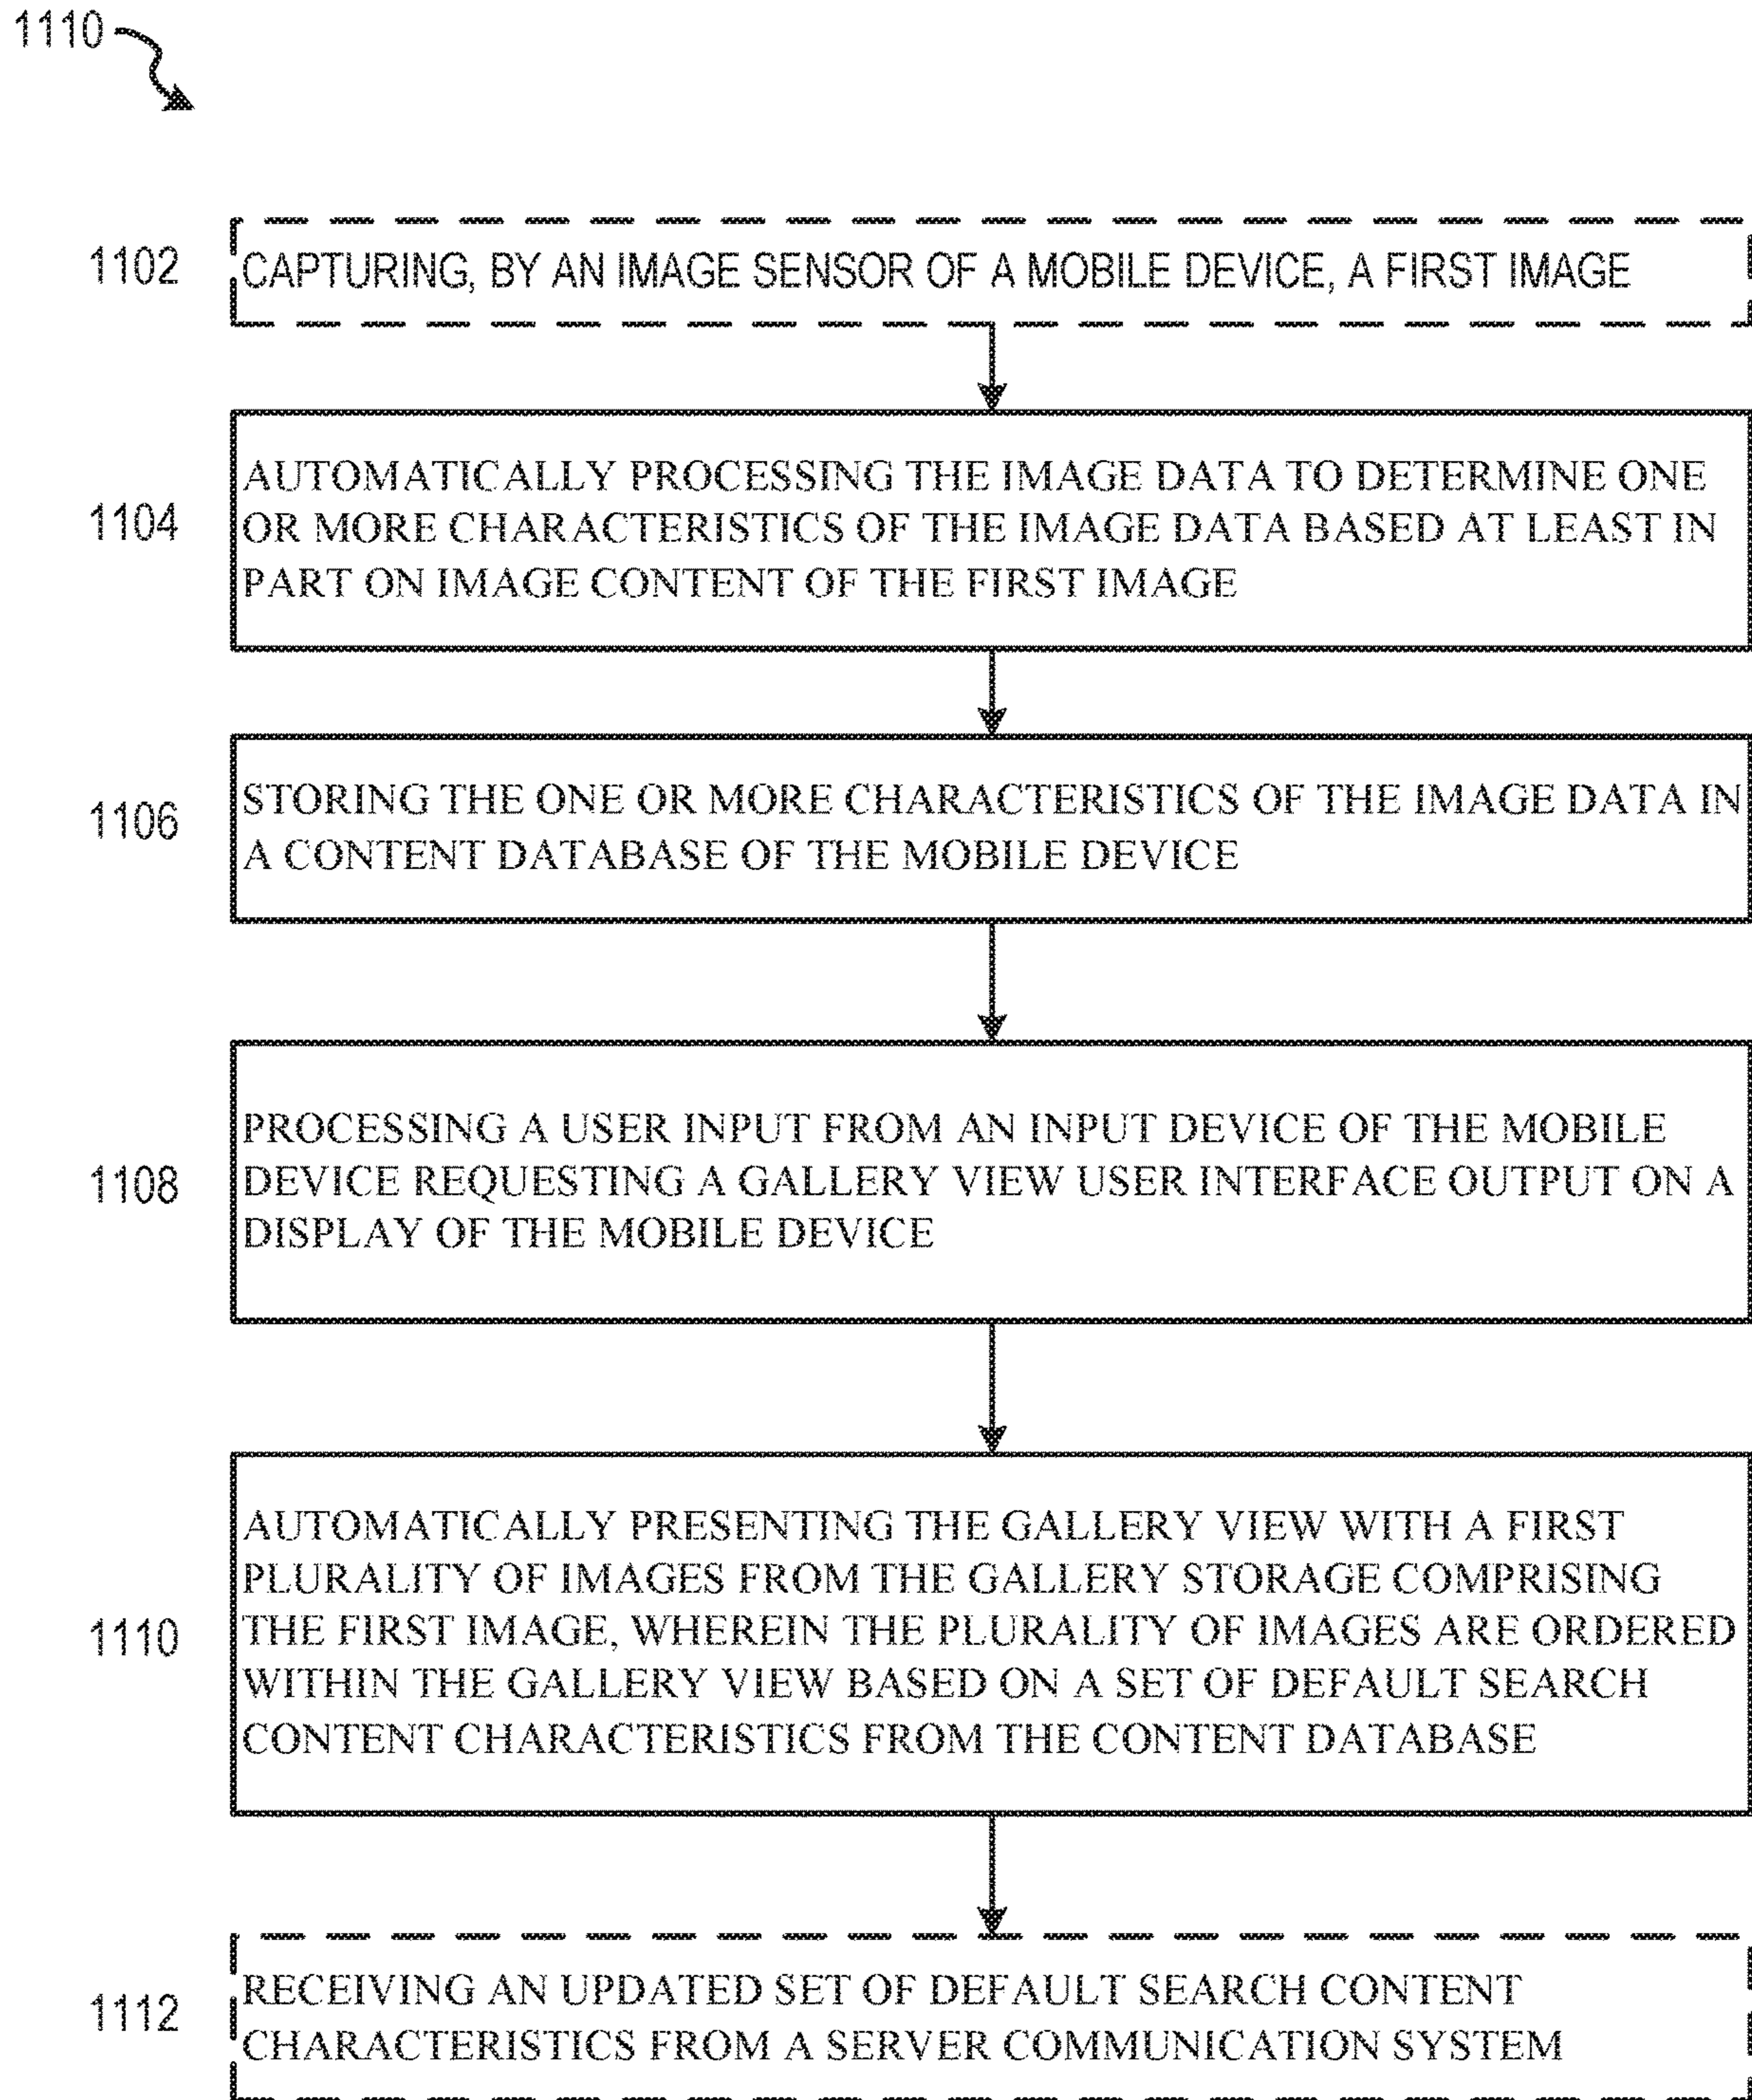 1110
1102
CAPTURING, BY AN IMAGE SENSOR OF A MOBILE DEVICE, A FIRST IMAGE
1104
AUTOMATICALLY PROCESSING THE IMAGE DATA TO DETERMINE ONE
OR MORE CHARACTERISTICS OF THE IMAGE DATA BASED AT LEAST IN
PART ON IMAGE CONTENT OF THE FIRST IMAGE
1106
STORING THE ONE OR MORE CHARACTERISTICS OF THE IMAGE DATA IN
A CONTENT DATABASE OF THE MOBILE DEVICE
1108
PROCESSING A USER INPUT FROM AN INPUT DEVICE OF THE MOBILE
DEVICE REQUESTING A GALLERY VIEW USER INTERFACE OUTPUT ON A
DISPLAY OF THE MOBILE DEVICE
1110
AUTOMATICALLY PRESENTING THE GALLERY VIEW WITH A FIRST
PLURALITY OF IMAGES FROM THE GALLERY STORAGE COMPRISING
THE FIRST IMAGE, WHEREIN THE PLURALITY OF IMAGES ARE ORDERED
WITHIN THE GALLERY VIEW BASED ON A SET OF DEFAULT SEARCH
CONTENT CHARACTERISTICS FROM THE CONTENT DATABASE
1112
RECEIVING AN UPDATED SET OF DEFAULT SEARCH CONTENT
CHARACTERISTICS FROM A SERVER COMMUNICATION SYSTEM